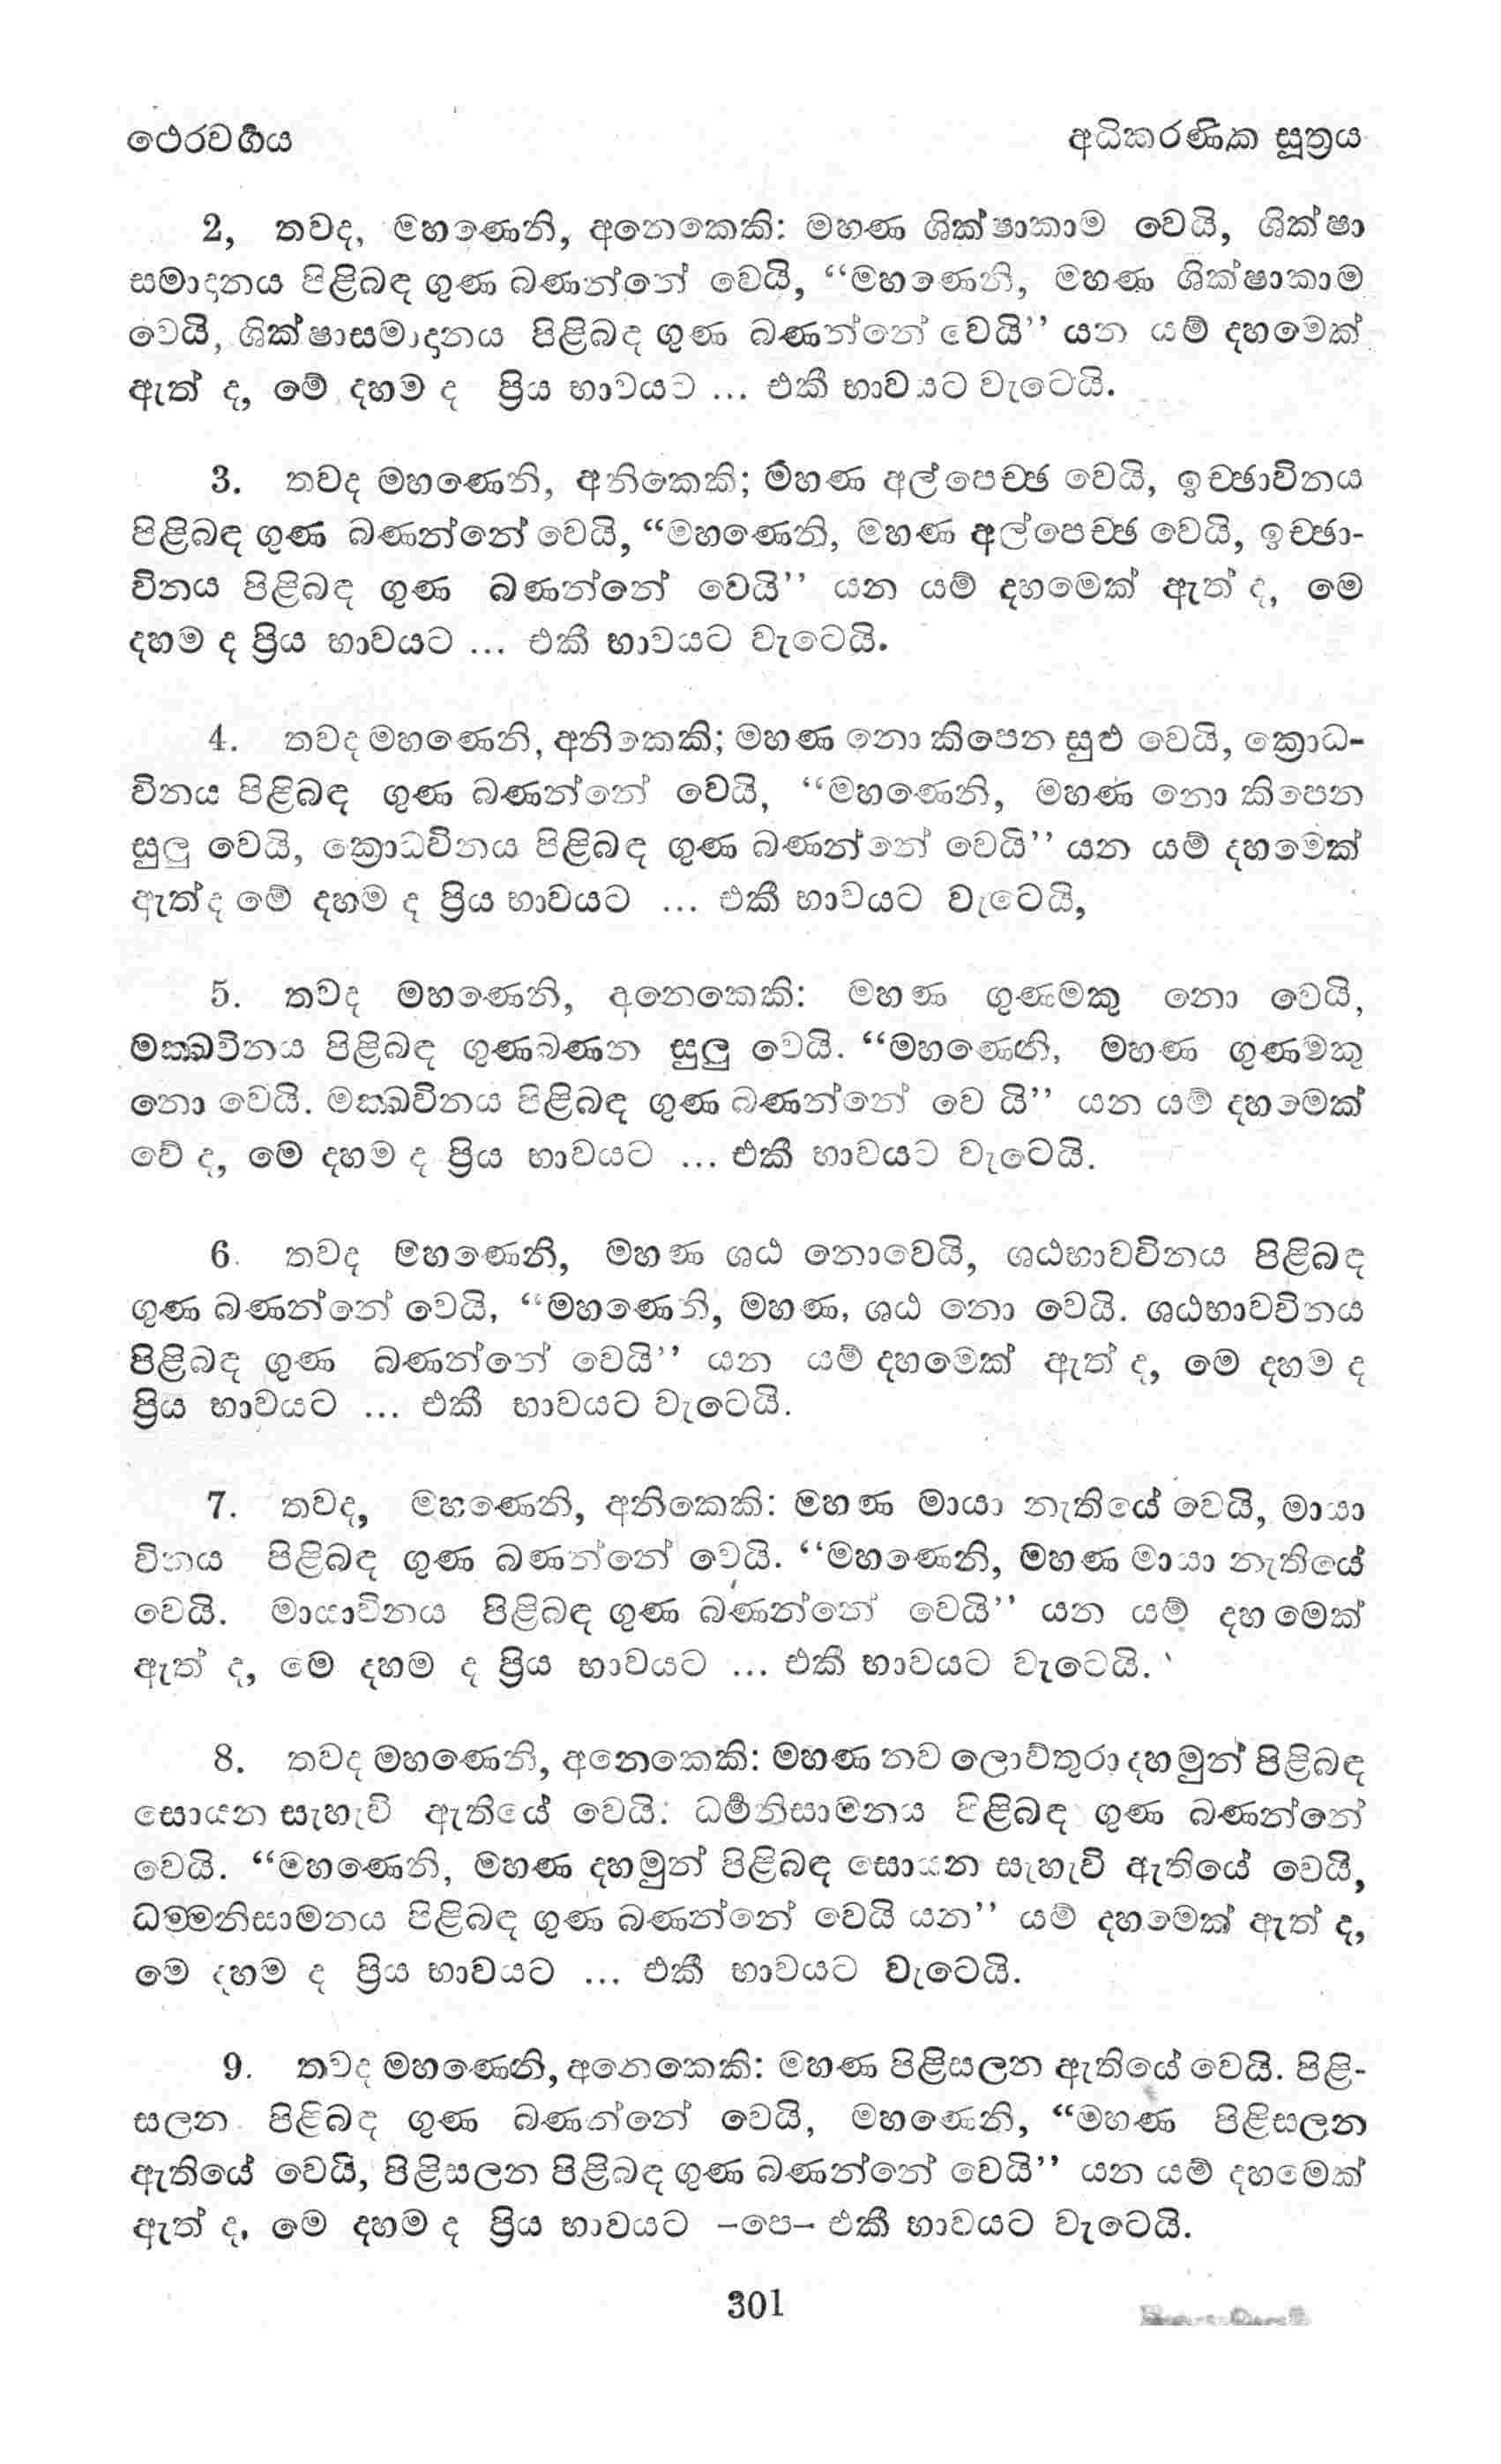 ථෙරවර්ගය
අධිකරණික සූත්‍රය
2, තවද, මහණෙනි, අනෙකෙකි: මහණ ශික්ෂාකාම වෙයි, ශික්ෂා
සමාදානය පිළිබඳ ගුණ බණන්නේ වෙයි, “මහණෙනි, මහණ ශික්ෂාකාම
වෙයි, ශික්ෂාසමාදානය පිළිබඳ ගුණ බණන්නේ වෙයි” යන යම් දහමෙක්
ඇත් ද, මේ දහම ද ප්‍රිය භාවයට ... එකී භාවයට වැටෙයි.
3. තවද මහණෙනි, අනිකෙකි; මහණ අල්පෙච්ඡ වෙයි, ඉච්ඡාවිනය
පිළිබඳ ගුණ බණන්නේ වෙයි, “මහණෙනි, මහණ අල්පෙච්ඡ වෙයි, ඉච්ඡා-
විනය පිළිබඳ ගුණ බණන්නේ වෙයි” යන යම් දහමෙක් ඇත් ද, මෙ
දහම ද ප්‍රිය භාවයට ... එකී භාවයට වැටෙයි.
4. තවද මහණෙනි, අනිකෙකි; මහණ නො කිපෙන සුළු වෙයි, ක්‍රොධ-
විනය පිළිබඳ ගුණ බණන්නේ වෙයි, “මහණෙනි, මහණ නො කිපෙන
සුලු වෙයි, ක්‍රොධවිනය පිළිබඳ ගුණ බණන්නේ වෙයි” යන යම් දහමෙක්
ඇත්ද මේ දහම ද ප්‍රිය භාවයට ... එකී භාවයට වැටෙයි,
5. තවද මහණෙනි, අනෙකෙකි: මහණ ගුණමකු නො වෙයි,
මක්‍ඛවිනය පිළිබඳ ගුණබණන සුලු වෙයි. “මහණෙනි, මහණ ගුණමකු
නො වෙයි. මක්‍ඛවිනය පිළිබඳ ගුණ බණන්නේ වෙ යි” යන යම් දහමෙක්
වේ ද, මෙ දහම ද ප්‍රිය භාවයට ... එකී භාවයට වැටෙයි.
6. තවද මහණෙනි, මහණ ශඨ නොවෙයි, ශඨභාවවිනය පිළිබඳ
ගුණ බණන්නේ වෙයි, “මහණෙනි, මහණ, ශඨ නො වෙයි. ශඨභාවවිනය
පිළිබඳ ගුණ බණන්නේ වෙයි” යන යම් දහමෙක් ඇත් ද, මෙ දහම ද
ප්‍රිය භාවයට ... එකී භාවයට වැටෙයි.
7. තවද, මහණෙනි, අනිකෙකි: මහණ මායා නැතියේ වෙයි, මායා
විනය පිළිබඳ ගුණ බණන්නේ වෙයි. “මහණෙනි, මහණ මායා නැතියේ
වෙයි. මායාවිනය පිළිබඳ ගුණ බණන්නේ වෙයි” යන යම් දහ මෙක්
ඇත් ද, මෙ දහම ද ප්‍රිය භාවයට ... එකී භාවයට වැටෙයි.
8. තවද මහණෙනි, අනෙකෙකි: මහණ නව ලොව්තුරා දහමුන් පිළිබඳ
සොයන සැහැවි ඇතියේ වෙයි. ධර්මනිසාමනය පිළිබඳ ගුණ බණන්නේ
වෙයි. “මහණෙනි, මහණ දහමුන් පිළිබඳ සොයන සැහැවි ඇතියේ වෙයි,
ධම්‍මනිසාමනය පිළිබඳ ගුණ බණන්නේ වෙයි යන” යම් දහමෙක් ඇත් ද,
මෙ දහම ද ප්‍රිය භාවයට ... එකී භාවයට වැටෙයි.
9. තවද මහණෙනි, අනෙකෙකි: මහණ පිළිසලන ඇතියේ වෙයි. පිළි-
සලන පිළිබඳ ගුණ බණන්නේ වෙයි, මහණෙනි, “මහණ පිළිසලන
ඇතියේ වෙයි, පිළිසලන පිළිබඳ ගුණ බණන්නේ වෙයි” යන යම් දහමෙක්
ඇත් ද, මෙ දහම ද ප්‍රිය භාවයට –පෙ– එකී භාවයට වැටෙයි.
301